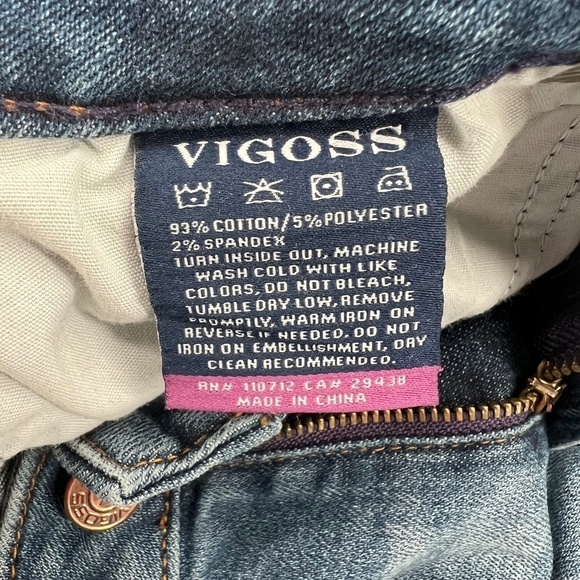 VIGOSS
93% COTTON/5% POLYESTER
2% SPANDEX
TURN INSIDE OUT, MACHINE
WASH COLD WITH LIKE
COLORS, DO NOT BLEACH,
TUMBLE DRY LOW, REMOVE
PROMPTLY, WARM IRON ON
REVERSE IF NEEDED, DO NOT
IRON ON EMBELLISHMENT, DRY
CLEAN RECOMMENDED.
RN# 110712 CA# 29438
MADE IN CHINA